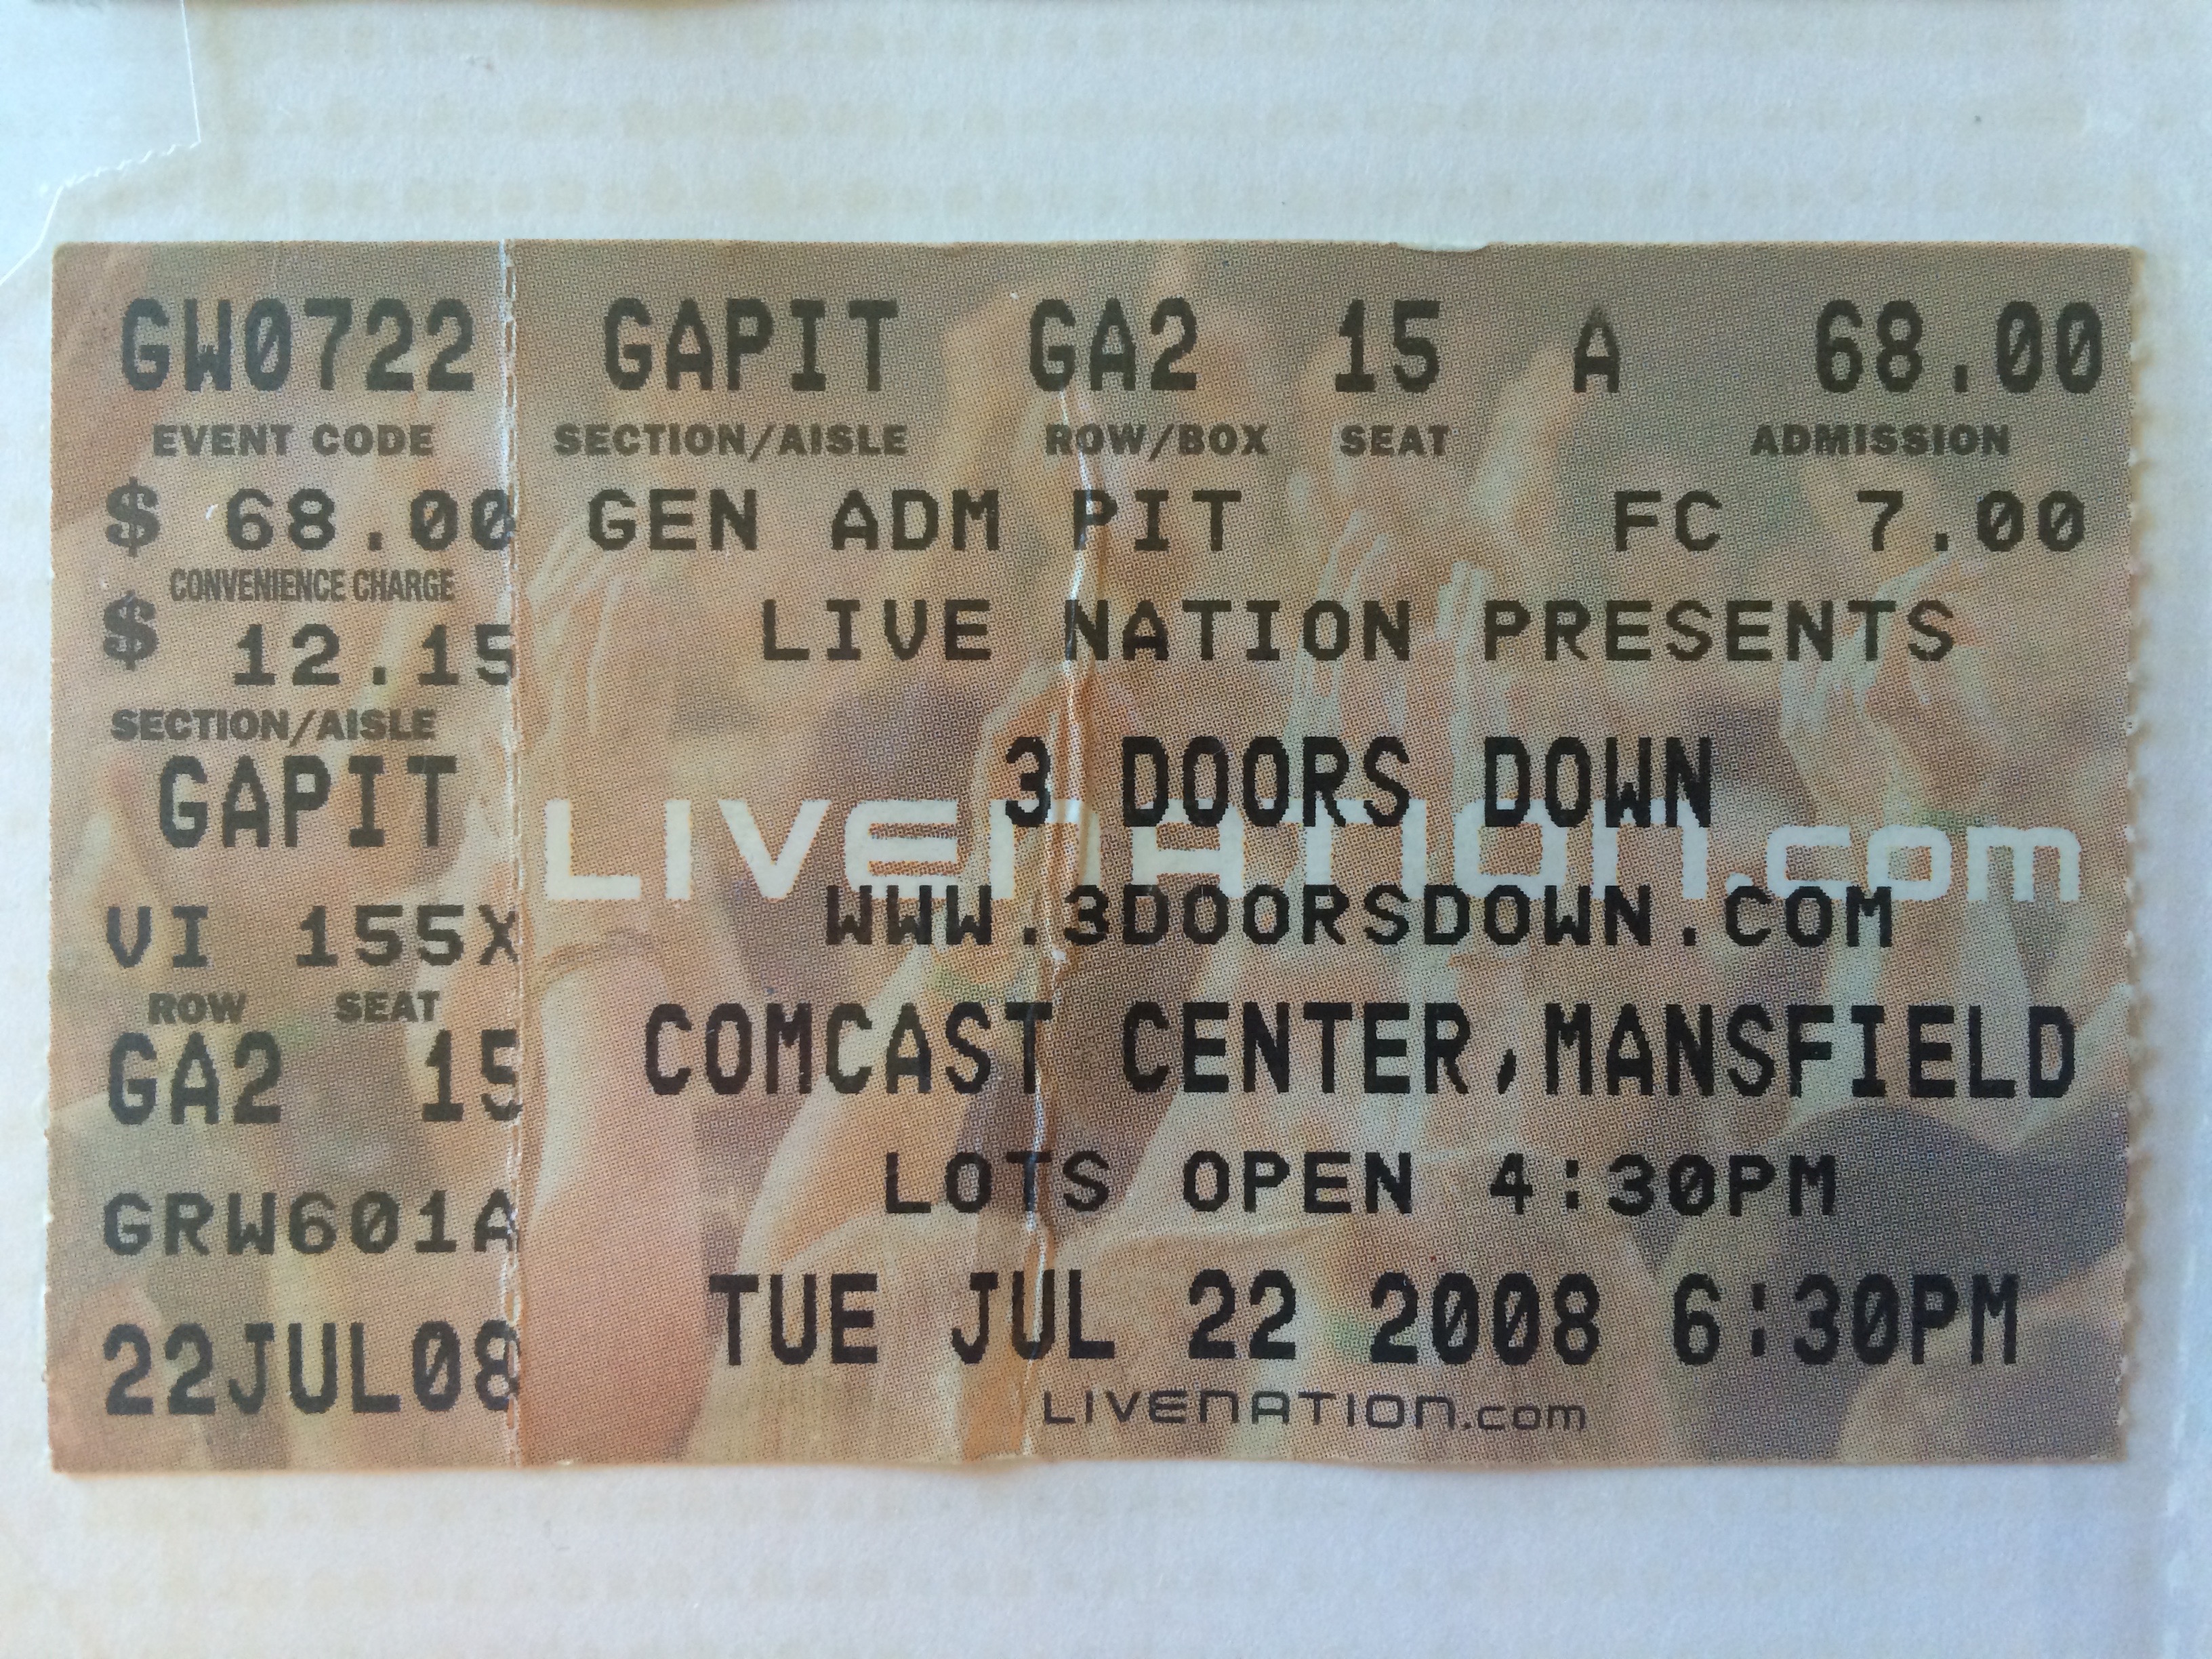 GW0722
EVENT CODE
$ 68.00
CONVENIENCE CHARGE
$ 12.15
SECTION/AISLE
GAPIT
VI 155X
ROW SEAT
GA2 15
GRW601A
22JUL08
GAPIT GA2 15 A 68.00
SECTION/AISLE ROW/BOX SEAT ADMISSION
GEN ADM PIT FC 7.00
LIVE NATION PRESENTS
3 DOORS DOWN
LIVENATION.com
WWW.3DOORSDOWN.COM
COMCAST CENTER,MANSFIELD
LOTS OPEN 4:30PM
TUE JUL 22 2008 6:30PM
LIVENATION.com